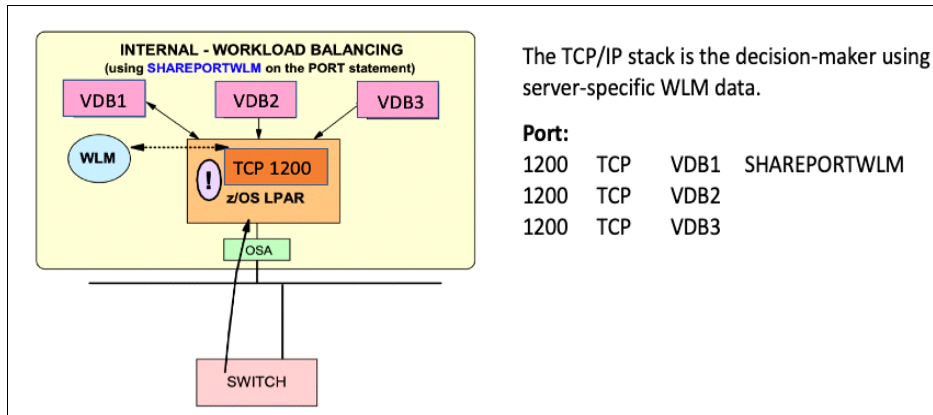 INTERNAL - WORKLOAD BALANCING
(using SHAREPORTWLM on the PORT statement)
VDB1
VDB2
VDB3
WLM
TCP 1200
!
z/OS LPAR
OSA
SWITCH
The TCP/IP stack is the decision-maker using
server-specific WLM data.
Port:
1200 TCP VDB1 SHAREPORTWLM
1200 TCP VDB2
1200 TCP VDB3